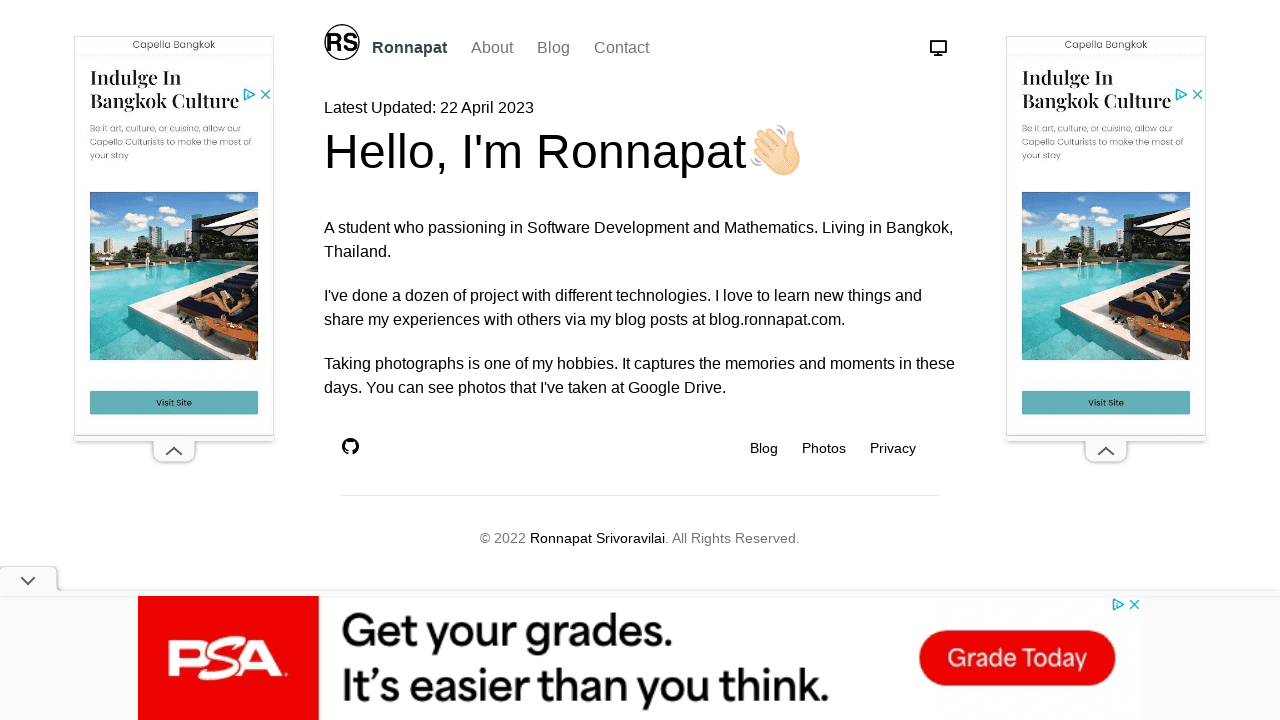 Capella Bangkok
Indulge In
Bangkok Culture
Be it art, culture, or cuisine, allow our
Capella Culturists to make the most of
your stay
Visit Site
RS
Ronnapat
About
Blog
Contact
Latest Updated: 22 April 2023
Hello, I'm Ronnapat
A student who passioning in Software Development and Mathematics. Living in Bangkok,
Thailand.
I've done a dozen of project with different technologies. I love to learn new things and
share my experiences with others via my blog posts at blog.ronnapat.com.
Taking photographs is one of my hobbies. It captures the memories and moments in these
days. You can see photos that I've taken at Google Drive.
Blog
Photos
Privacy
© 2022 Ronnapat Srivoravilai. All Rights Reserved.
Capella Bangkok
Indulge In
Bangkok Culture
Be it art, culture, or cuisine, allow our
Capella Culturists to make the most of
your stay
Visit Site
PSA
Get your grades.
It's easier than you think.
Grade Today